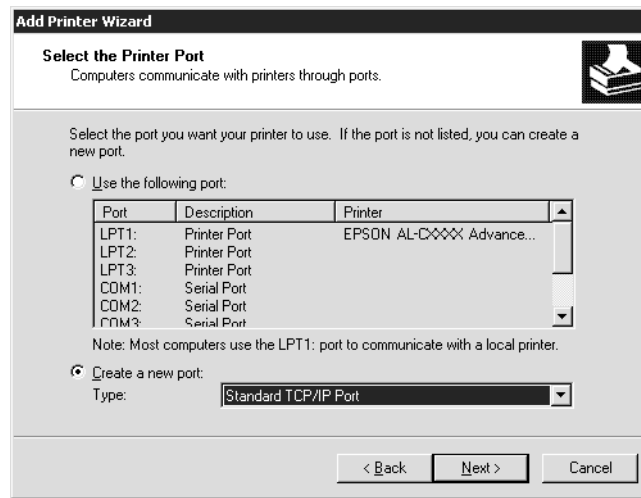 Add Printer Wizard
Select the Printer Port
Computers communicate with printers through ports.
Select the port you want your printer to use. If the port is not listed, you can create a
new port.
Use the following port:
Port Description Printer
LPT1: Printer Port EPSON AL-CXXXX Advance...
LPT2: Printer Port
LPT3: Printer Port
COM1: Serial Port
COM2: Serial Port
COM3: Serial Port
Note: Most computers use the LPT1: port to communicate with a local printer.
Create a new port:
Type: Standard TCP/IP Port
< Back Next > Cancel